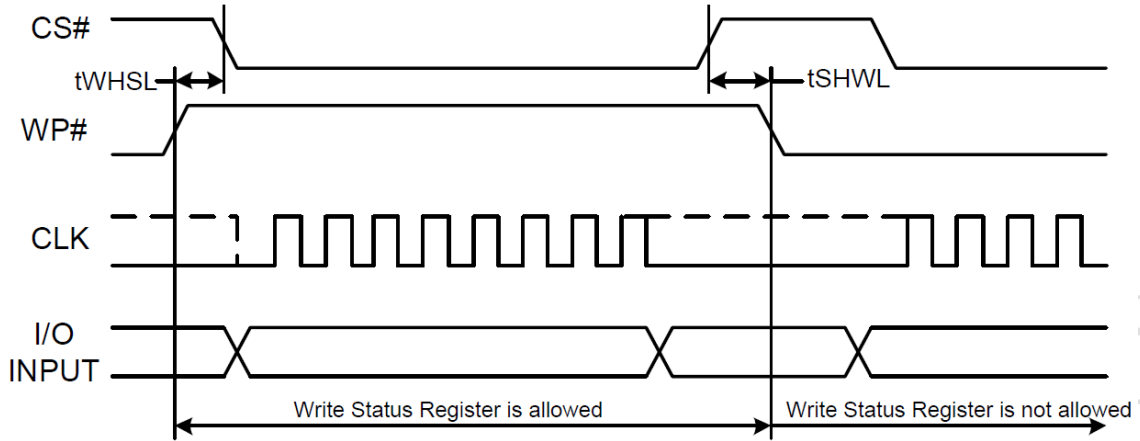 CS#
tWHSL
tSHWL
WP#
CLK
I/O
INPUT
Write Status Register is allowed
Write Status Register is not allowed